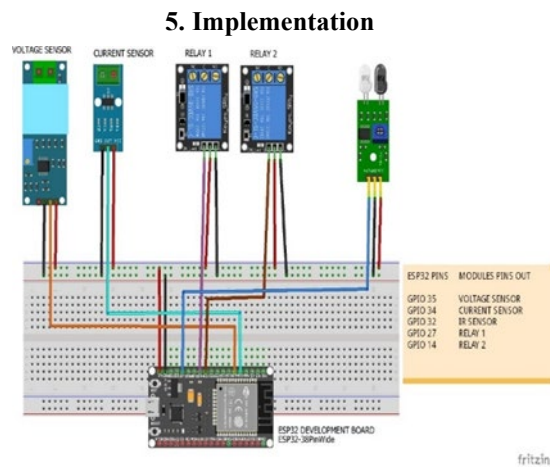 5. Implementation
VOLTAGE SENSOR
CURRENT SENSOR
RELAY 1
RELAY 2
ESP32 PINS MODULES PINS OUT
GPIO 35 VOLTAGE SENSOR
GPIO 34 CURRENT SENSOR
GPIO 32 IR SENSOR
GPIO 27 RELAY 1
GPIO 14 RELAY 2
ESP32 DEVELOPMENT BOARD
ESP32-38PinWide
fritzin